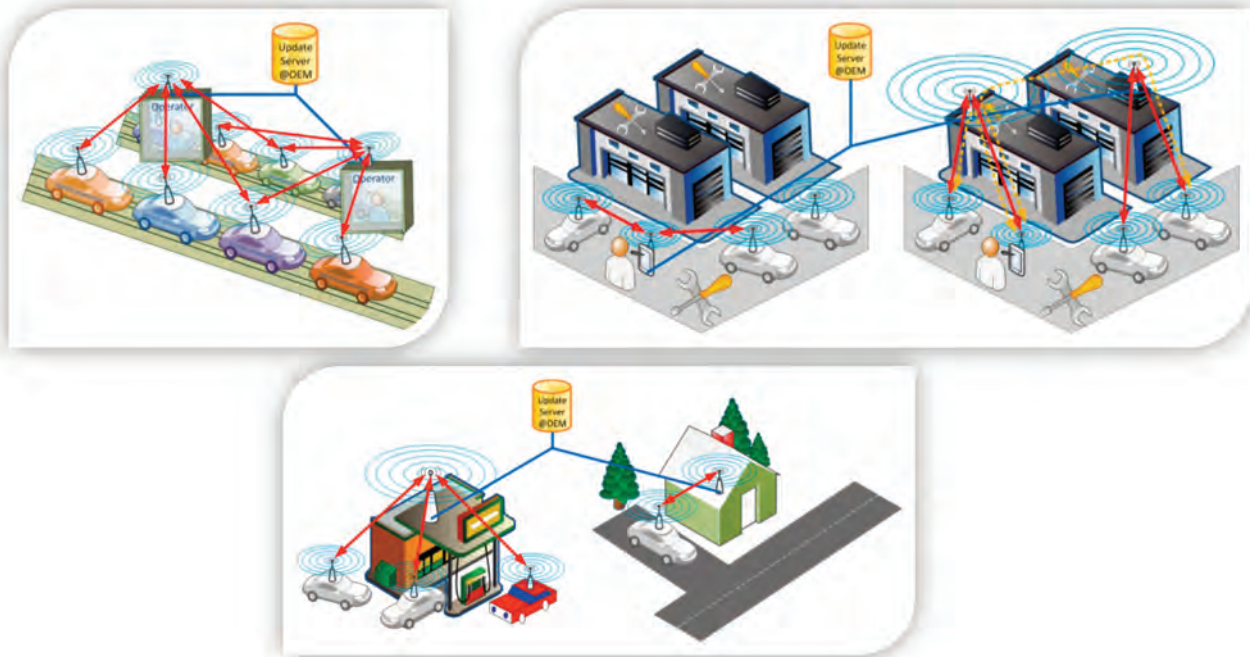 Update
Server
@OEM
Operator
Operator
Update
Server
@OEM
Update
Server
@OEM